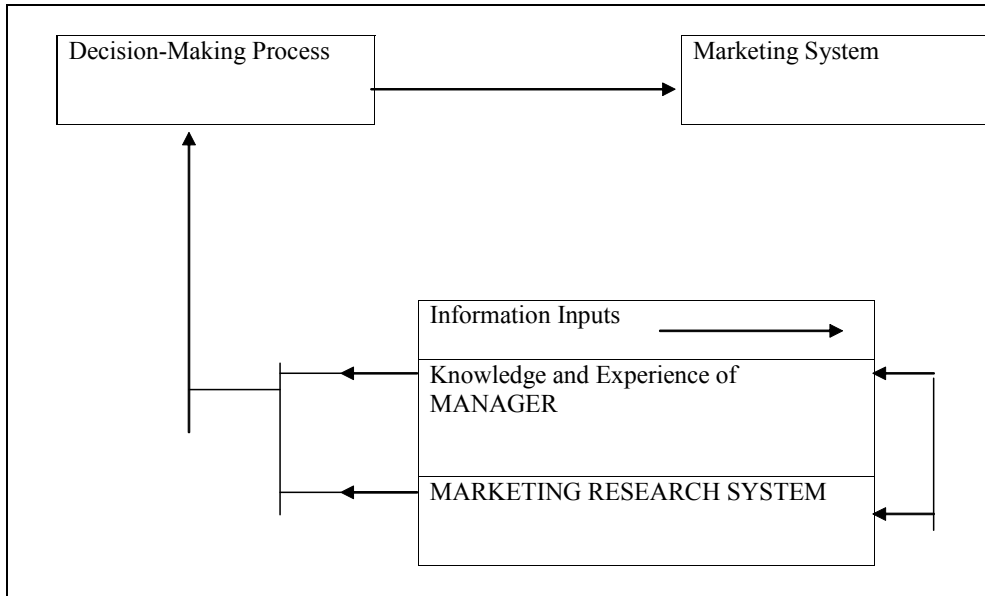 Decision-Making Process
Marketing System
Information Inputs
Knowledge and Experience of
MANAGER
MARKETING RESEARCH SYSTEM